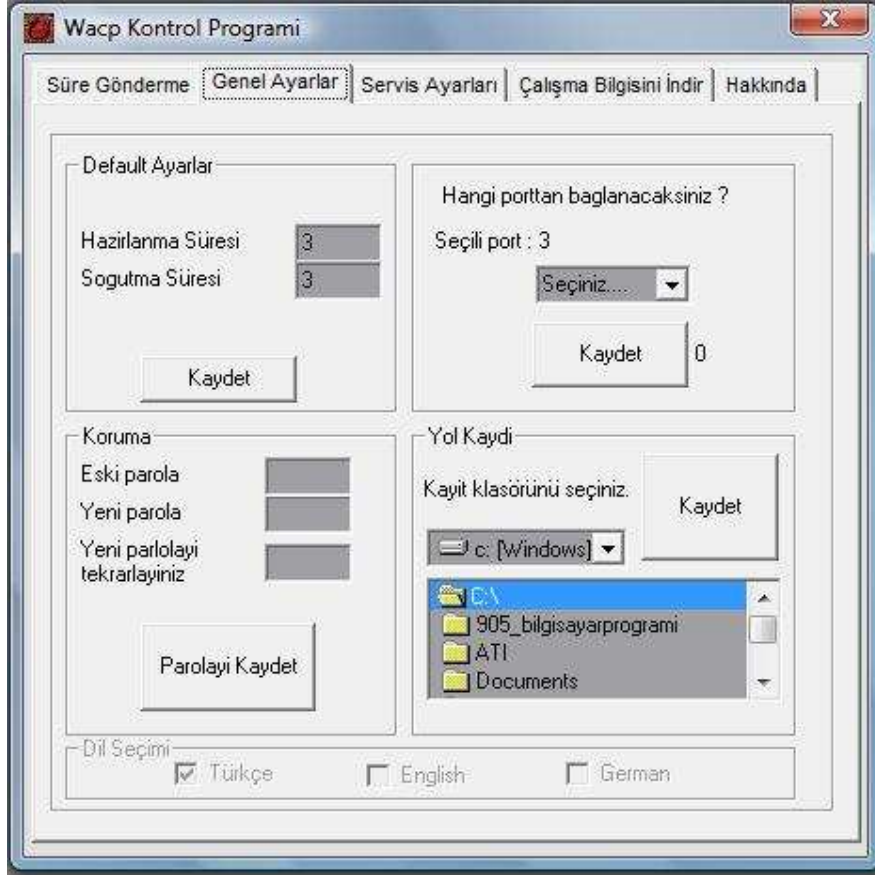 Wacp Kontrol Programi
Süre Gönderme Genel Ayarlar Servis Ayarları Çalışma Bilgisini İndir Hakkında
Default Ayarlar
Hazirlanma Süresi 3
Sogutma Süresi 3
Kaydet
Hangi porttan baglanacaksiniz ?
Seçili port : 3
Seçiniz....
Kaydet 0
Koruma
Eski parola
Yeni parola
Yeni parlolayi
tekrarlayiniz
Parolayi Kaydet
Yol Kaydi
Kayit klasörünü seçiniz.
Kaydet
c: [Windows]
C:\
905_bilgisayarprogrami
ATI
Documents
Dil Seçimi
Türkçe English German